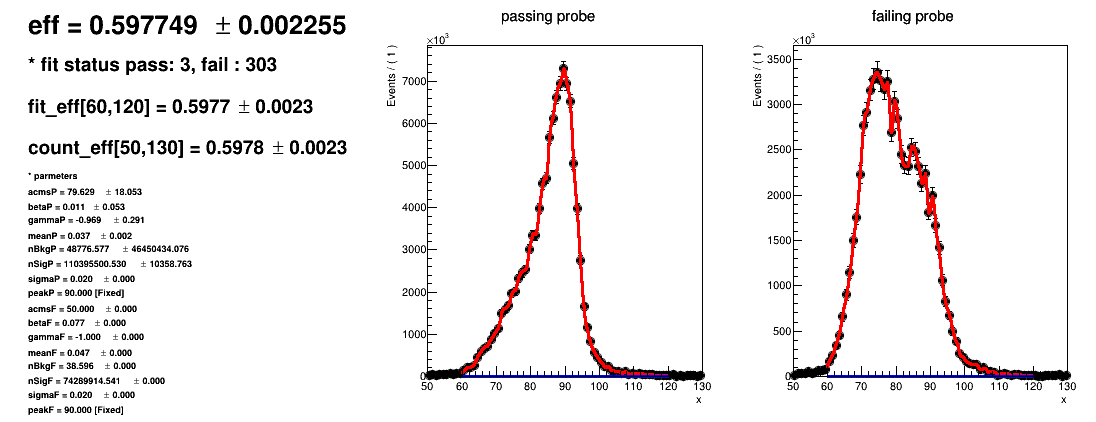 eff = 0.597749 ± 0.002255
* fit status pass: 3, fail : 303
fit_eff[60,120] = 0.5977 ± 0.0023
count_eff[50,130] = 0.5978 ± 0.0023
* parmeters
acmsP = 79.629 ± 18.053
betaP = 0.011 ± 0.053
gammaP = -0.969 ± 0.291
meanP = 0.037 ± 0.002
nBkgP = 48776.577 ± 46450434.076
nSigP = 110395500.530 ± 10358.763
sigmaP = 0.020 ± 0.000
peakP = 90.000 [Fixed]
acmsF = 50.000 ± 0.000
betaF = 0.077 ± 0.000
gammaF = -1.000 ± 0.000
meanF = 0.047 ± 0.000
nBkgF = 38.596 ± 0.000
nSigF = 74289914.541 ± 0.000
sigmaF = 0.020 ± 0.000
peakF = 90.000 [Fixed]
passing probe
×10³
Events / ( 1 )
7000
6000
5000
4000
3000
2000
1000
0
50 60 70 80 90 100 110 120 130
x
failing probe
×10³
Events / ( 1 )
3500
3000
2500
2000
1500
1000
500
0
50 60 70 80 90 100 110 120 130
x